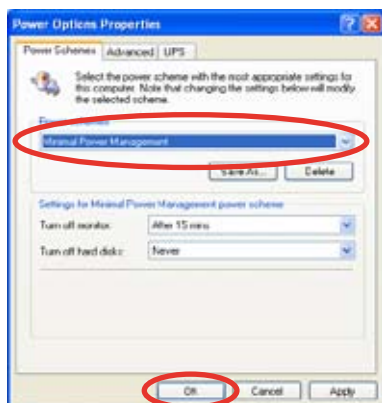 Power Options Properties
Power Schemes Advanced UPS
Select the power scheme with the most appropriate settings for
this computer. Note that changing the settings below will modify
the selected scheme.
Power schemes
Minimal Power Management
Save As... Delete
Settings for Minimal Power Management power scheme
Turn off monitor: After 15 mins
Turn off hard disks: Never
OK Cancel Apply